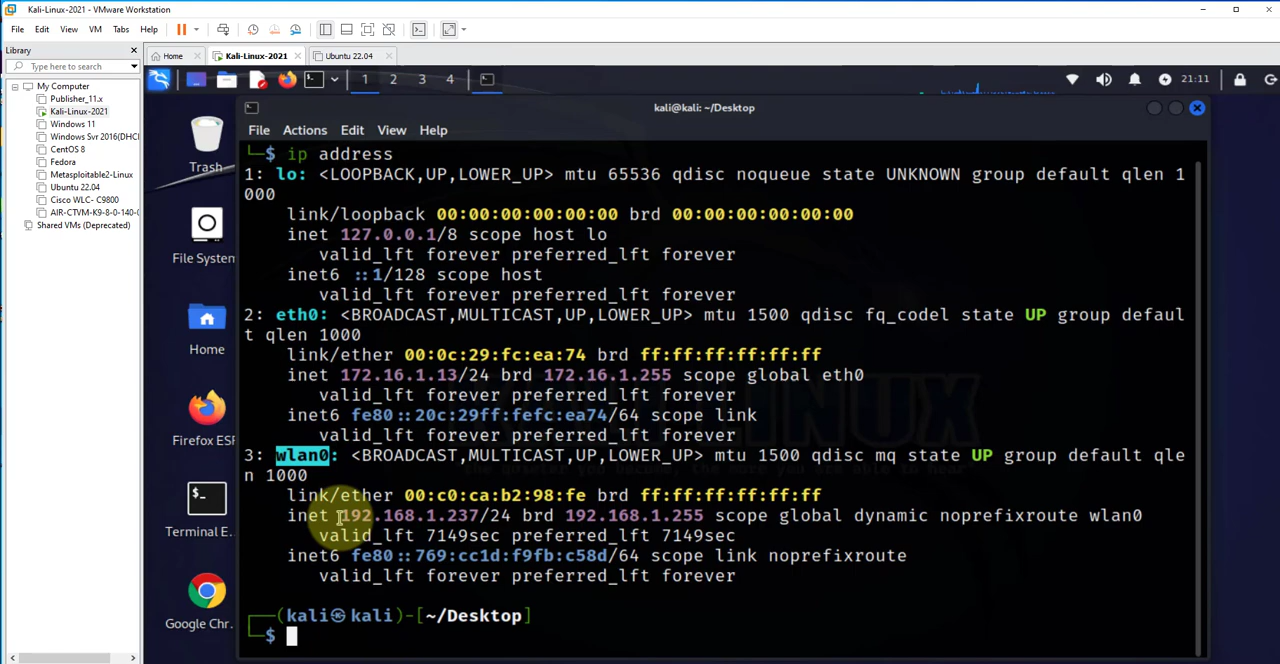 Kali-Linux-2021 - VMware Workstation
File Edit View VM Tabs Help
Library
Type here to search
My Computer
Publisher_11.x
Kali-Linux-2021
Windows 11
Windows Svr 2016(DHC
CentOS 8
Fedora
Metasploitable2-Linux
Ubuntu 22.04
Cisco WLC- C9800
AIR-CTVM-K9-8-0-140-0
Shared VMs (Deprecated)
Home Kali-Linux-2021 Ubuntu 22.04
1 2 3 4 21:11
Trash
File System
Home
Firefox ESR
Terminal E
Google Chr...
kali@kali: ~/Desktop
File Actions Edit View Help
└─$ ip address
1: lo: <LOOPBACK,UP,LOWER_UP> mtu 65536 qdisc noqueue state UNKNOWN group default qlen 1
000
link/loopback 00:00:00:00:00:00 brd 00:00:00:00:00:00
inet 127.0.0.1/8 scope host lo
valid_lft forever preferred_lft forever
inet6 ::1/128 scope host
valid_lft forever preferred_lft forever
2: eth0: <BROADCAST,MULTICAST,UP,LOWER_UP> mtu 1500 qdisc fq_codel state UP group defaul
t qlen 1000
link/ether 00:0c:29:fc:ea:74 brd ff:ff:ff:ff:ff:ff
inet 172.16.1.13/24 brd 172.16.1.255 scope global eth0
valid_lft forever preferred_lft forever
inet6 fe80::20c:29ff:fefc:ea74/64 scope link
valid_lft forever preferred_lft forever
3: wlan0: <BROADCAST,MULTICAST,UP,LOWER_UP> mtu 1500 qdisc mq state UP group default qle
n 1000
link/ether 00:c0:ca:b2:98:fe brd ff:ff:ff:ff:ff:ff
inet 192.168.1.237/24 brd 192.168.1.255 scope global dynamic noprefixroute wlan0
valid_lft 7149sec preferred_lft 7149sec
inet6 fe80::769:cc1d:f9fb:c58d/64 scope link noprefixroute
valid_lft forever preferred_lft forever
┌──(kali㉿kali)-[~/Desktop]
└─$